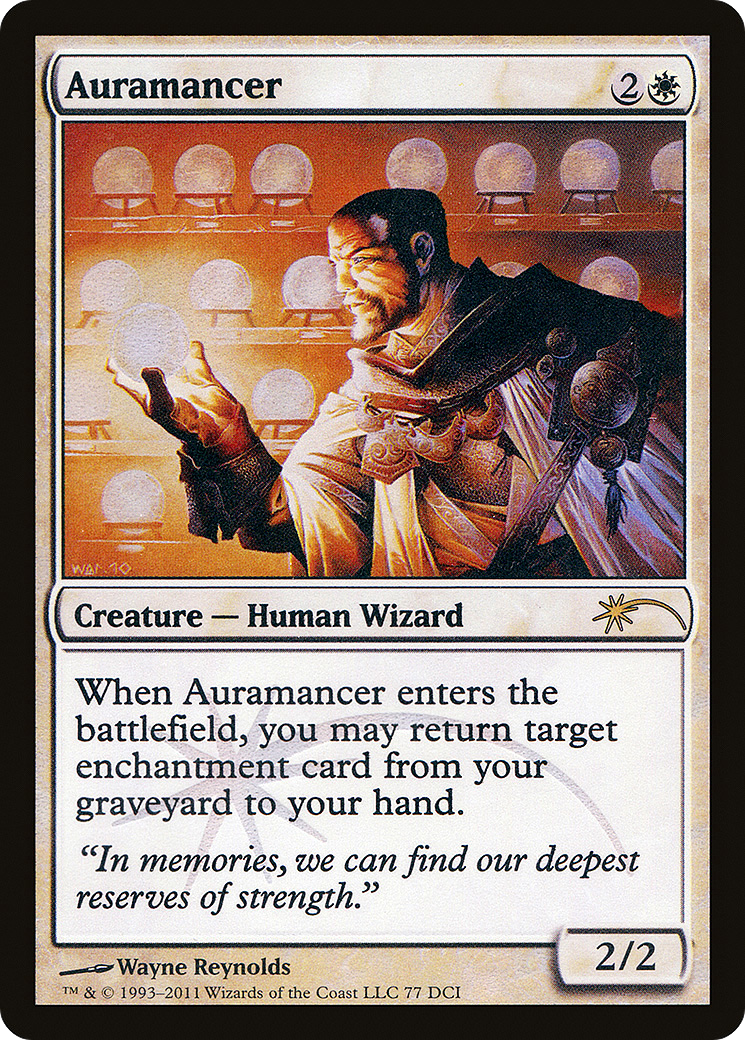 Auramancer 2
WAR.10
Creature — Human Wizard
When Auramancer enters the
battlefield, you may return target
enchantment card from your
graveyard to your hand.
“In memories, we can find our deepest
reserves of strength.”
2/2
Wayne Reynolds
™ & © 1993–2011 Wizards of the Coast LLC 77 DCI